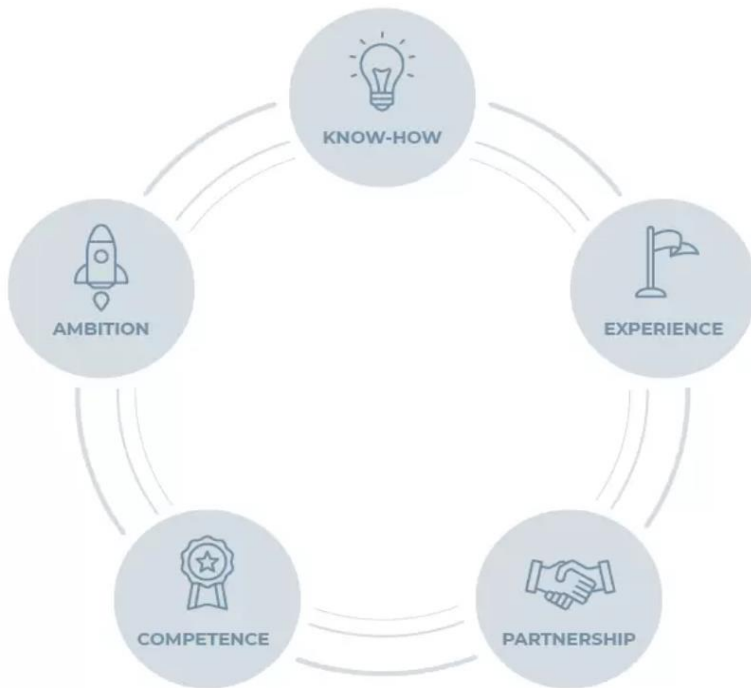 KNOW-HOW
AMBITION
EXPERIENCE
COMPETENCE
PARTNERSHIP